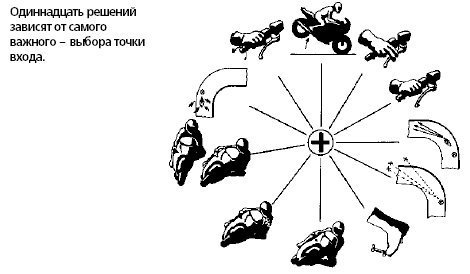 Одиннадцать решений
зависят от самого
важного – выбора точки
входа.